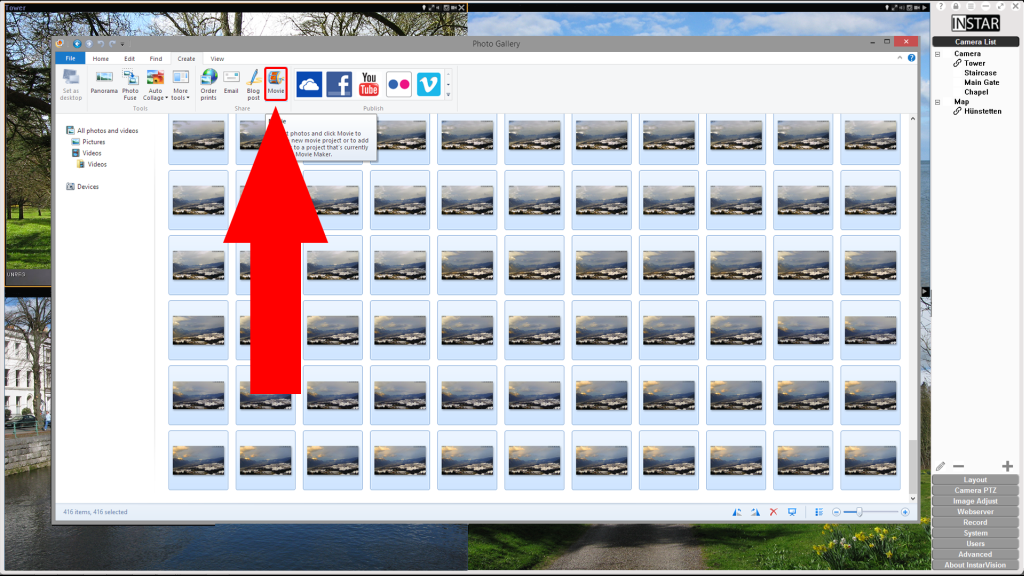 Tower
Photo Gallery
File Home Edit Find Create View
Set as desktop
Panorama
Photo Fuse
Auto Collage
More tools
Order prints
Email
Blog post
Movie
You Tube
Tools
Share
Publish
photos and click Movie to
new movie project or to add
to a project that's currently
Movie Maker.
All photos and videos
Pictures
Videos
Videos
Devices
416 items, 416 selected
INSTAR
Camera List
Camera
Tower
Staircase
Main Gate
Chapel
Map
Hünstetten
Layout
Camera PTZ
Image Adjust
Webserver
Record
System
Users
Advanced
About InstarVision